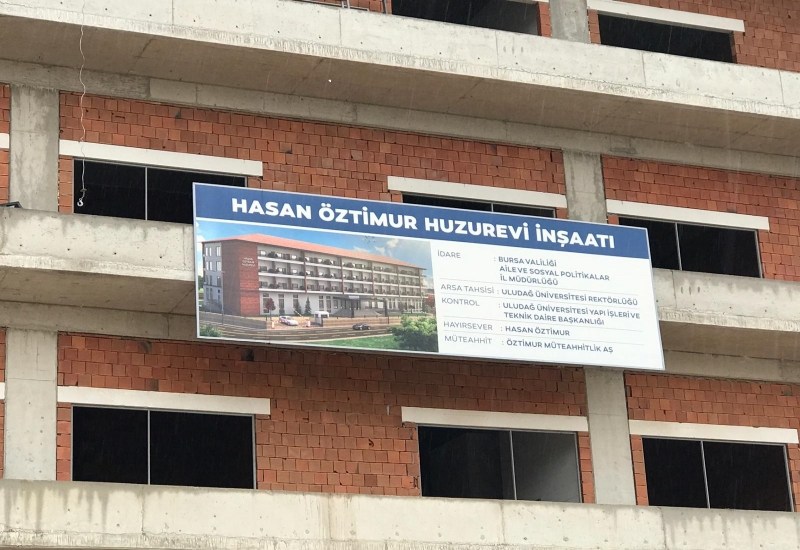 HASAN ÖZTİMUR HUZUREVİ İNŞAATI
İDARE : BURSA VALİLİĞİ
AİLE VE SOSYAL POLİTİKALAR
İL MÜDÜRLÜĞÜ
ARSA TAHSİSİ : ULUDAĞ ÜNİVERSİTESİ REKTÖRLÜĞÜ
KONTROL : ULUDAĞ ÜNİVERSİTESİ YAPI İŞLERİ VE
TEKNİK DAİRE BAŞKANLIĞI
HAYIRSEVER : HASAN ÖZTİMUR
MÜTEAHHİT : ÖZTİMUR MÜTEAHHİTLİK AŞ